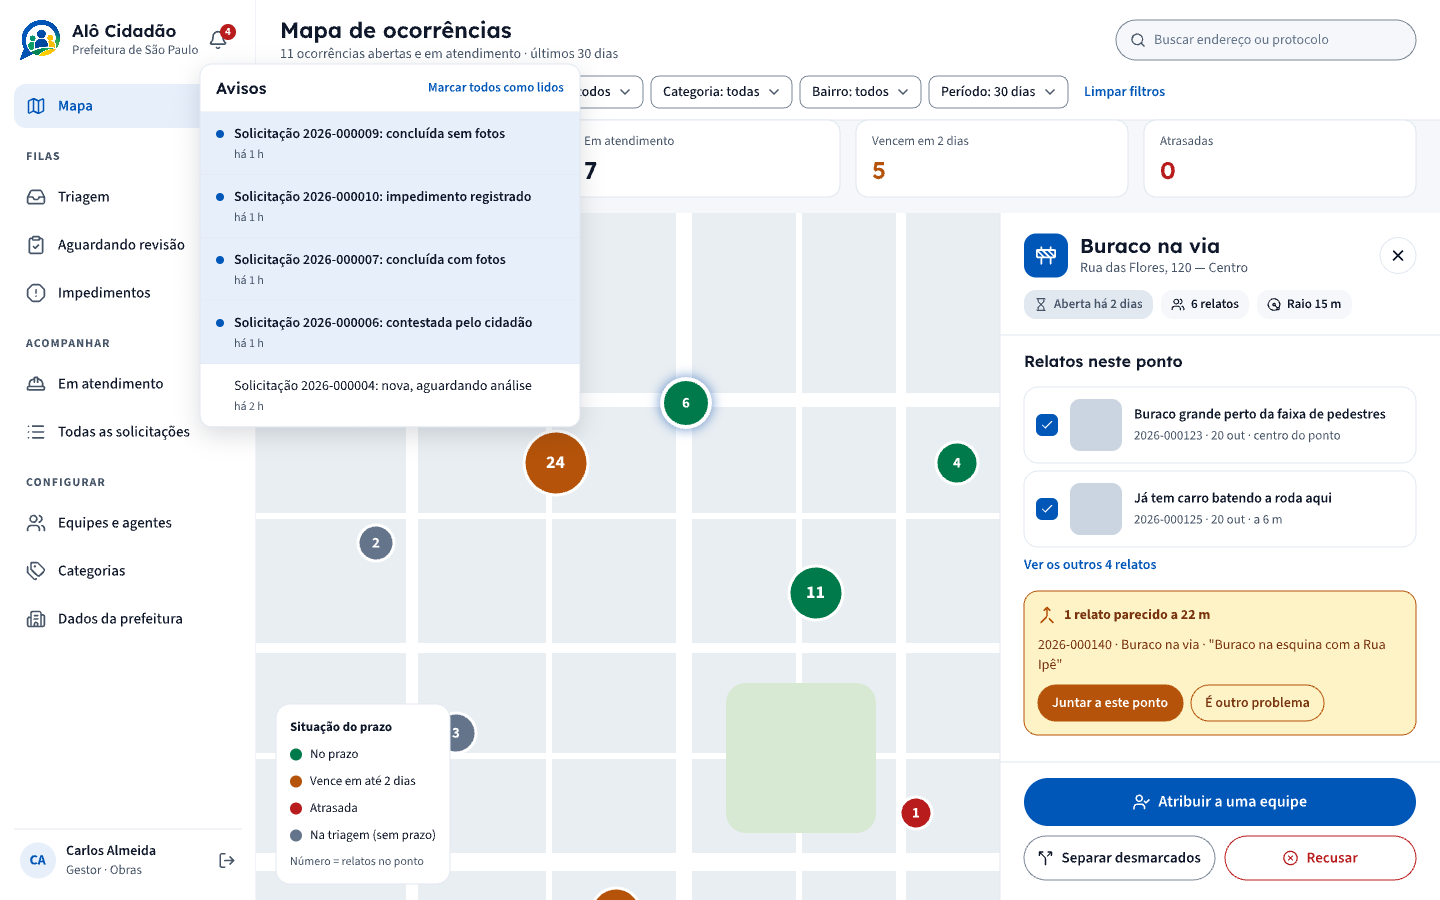 Alô Cidadão
Prefeitura de São Paulo
4
Mapa
FILAS
Triagem
Aguardando revisão
Impedimentos
ACOMPANHAR
Em atendimento
Todas as solicitações
CONFIGURAR
Equipes e agentes
Categorias
Dados da prefeitura
CA
Carlos Almeida
Gestor · Obras
Mapa de ocorrências
11 ocorrências abertas e em atendimento · últimos 30 dias
Buscar endereço ou protocolo
todos
Categoria: todas
Bairro: todos
Período: 30 dias
Limpar filtros
Avisos
Marcar todos como lidos
Solicitação 2026-000009: concluída sem fotos
há 1 h
Solicitação 2026-000010: impedimento registrado
há 1 h
Solicitação 2026-000007: concluída com fotos
há 1 h
Solicitação 2026-000006: contestada pelo cidadão
há 1 h
Solicitação 2026-000004: nova, aguardando análise
há 2 h
Em atendimento
7
Vencem em 2 dias
5
Atrasadas
0
6
24
4
2
11
3
1
Situação do prazo
No prazo
Vence em até 2 dias
Atrasada
Na triagem (sem prazo)
Número = relatos no ponto
Buraco na via
Rua das Flores, 120 — Centro
Aberta há 2 dias
6 relatos
Raio 15 m
Relatos neste ponto
Buraco grande perto da faixa de pedestres
2026-000123 · 20 out · centro do ponto
Já tem carro batendo a roda aqui
2026-000125 · 20 out · a 6 m
Ver os outros 4 relatos
1 relato parecido a 22 m
2026-000140 · Buraco na via · "Buraco na esquina com a Rua
Ipê"
Juntar a este ponto
É outro problema
Atribuir a uma equipe
Separar desmarcados
Recusar